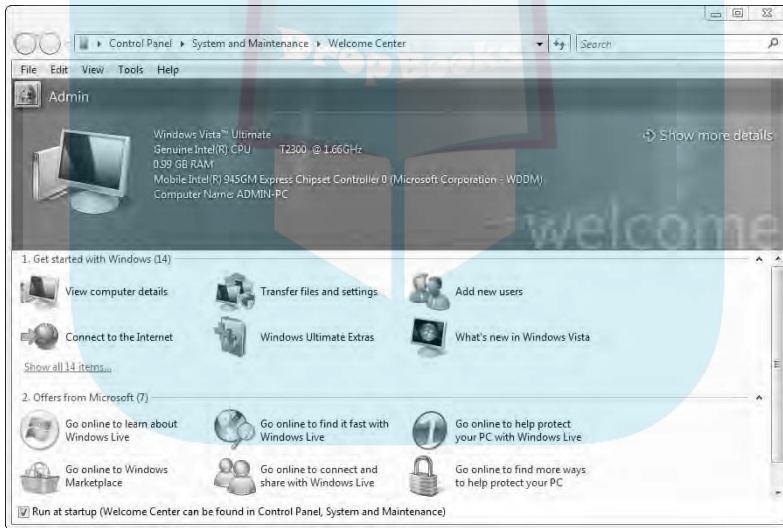 Control Panel ▸ System and Maintenance ▸ Welcome Center
Search
File Edit View Tools Help
Drop Books
Admin
Windows Vista™ Ultimate
Show more details
Genuine Intel(R) CPU T2300 @ 1.66GHz
0.99 GB RAM
Mobile Intel(R) 945GM Express Chipset Controller 0 (Microsoft Corporation - WDDM)
Computer Name: ADMIN-PC
welcome
1. Get started with Windows (14)
View computer details
Transfer files and settings
Add new users
Connect to the Internet
Windows Ultimate Extras
What's new in Windows Vista
Show all 14 items...
2. Offers from Microsoft (7)
Go online to learn about
Windows Live
Go online to find it fast with
Windows Live
Go online to help protect
your PC with Windows Live
Go online to Windows
Marketplace
Go online to connect and
share with Windows Live
Go online to find more ways
to help protect your PC
Run at startup (Welcome Center can be found in Control Panel, System and Maintenance)